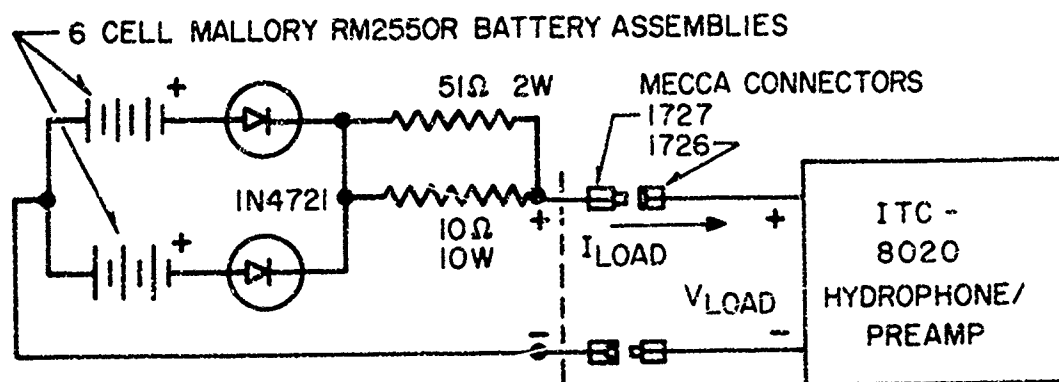 6 CELL MALLORY RM2550R BATTERY ASSEMBLIES
+
51Ω 2W
MECCA CONNECTORS
1727
1726
1N4721
10Ω
10W
+
I LOAD
+
ITC -
8020
HYDROPHONE/
PREAMP
+
V LOAD
-
-